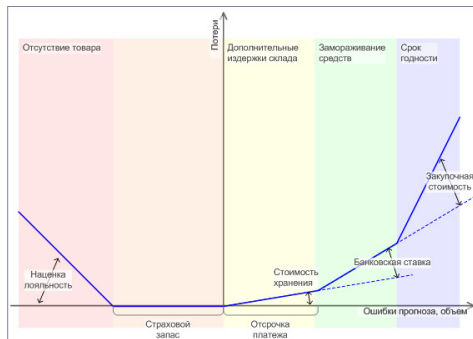 Отсутствие товара
Потери
Дополнительные
издержки склада
Замораживание
средств
Срок
годности
Закупочная
стоимость
Наценка
лояльность
Стоимость
хранения
Банковская ставка
Ошибки прогноза, объем
Страховой
запас
Отсрочка
платежа